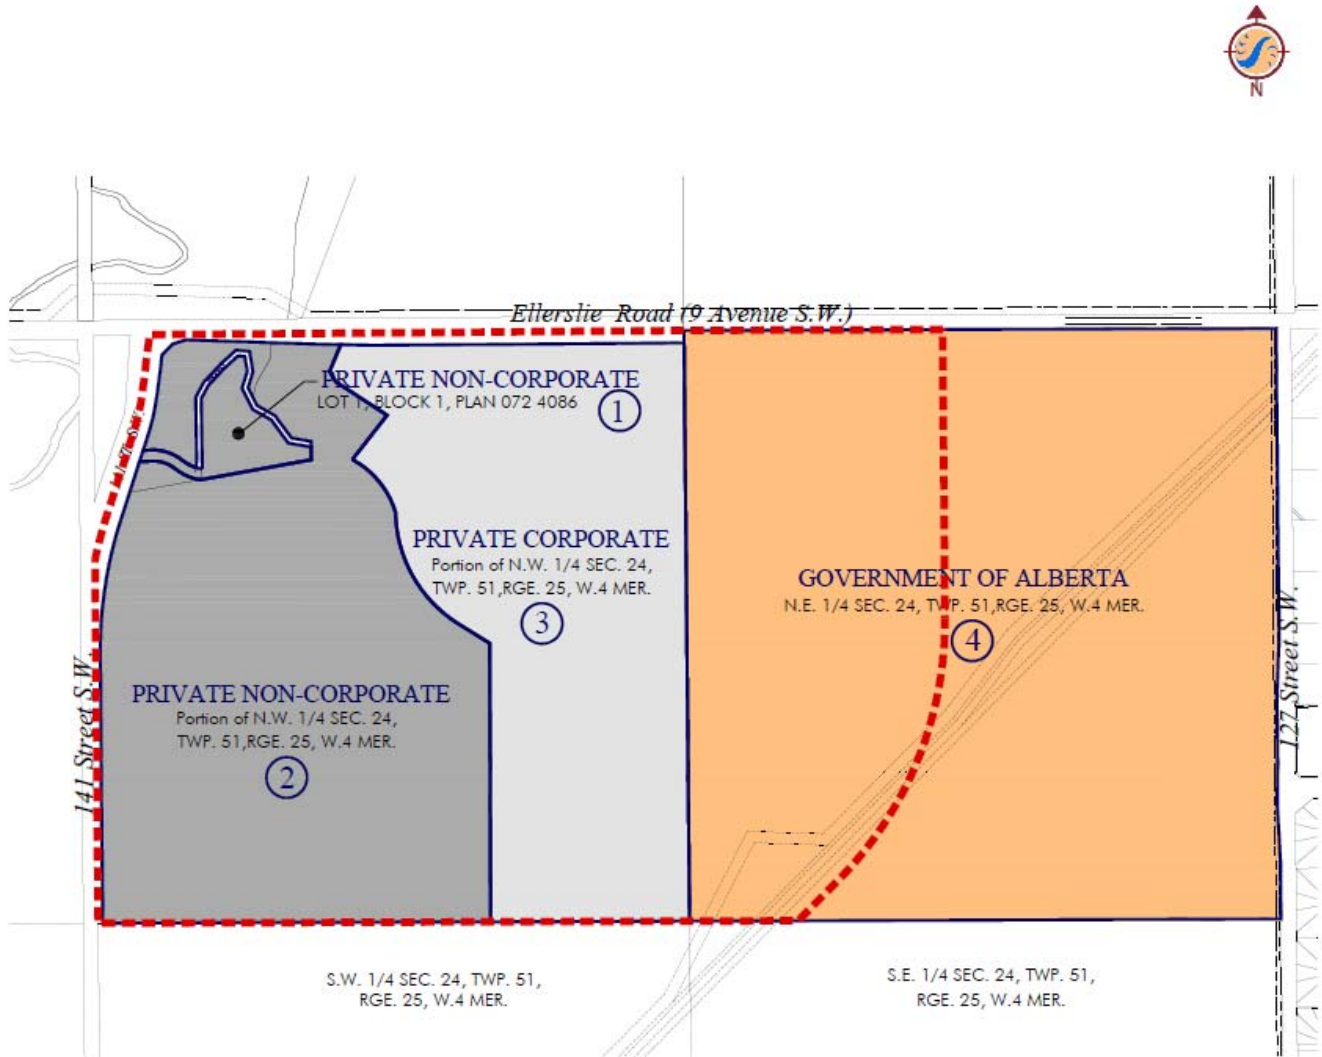 N
Ellerslie Road (9 Avenue S.W.)
PRIVATE NON-CORPORATE
LOT 1, BLOCK 1, PLAN 072 4086
1
PRIVATE CORPORATE
Portion of N.W. 1/4 SEC. 24,
TWP. 51,RGE. 25, W.4 MER.
3
GOVERNMENT OF ALBERTA
N.E. 1/4 SEC. 24, TWP. 51,RGE. 25, W.4 MER.
4
PRIVATE NON-CORPORATE
Portion of N.W. 1/4 SEC. 24,
TWP. 51,RGE. 25, W.4 MER.
2
141 Street S.W.
127 Street S.W.
S.W. 1/4 SEC. 24, TWP. 51,
RGE. 25, W.4 MER.
S.E. 1/4 SEC. 24, TWP. 51,
RGE. 25, W.4 MER.